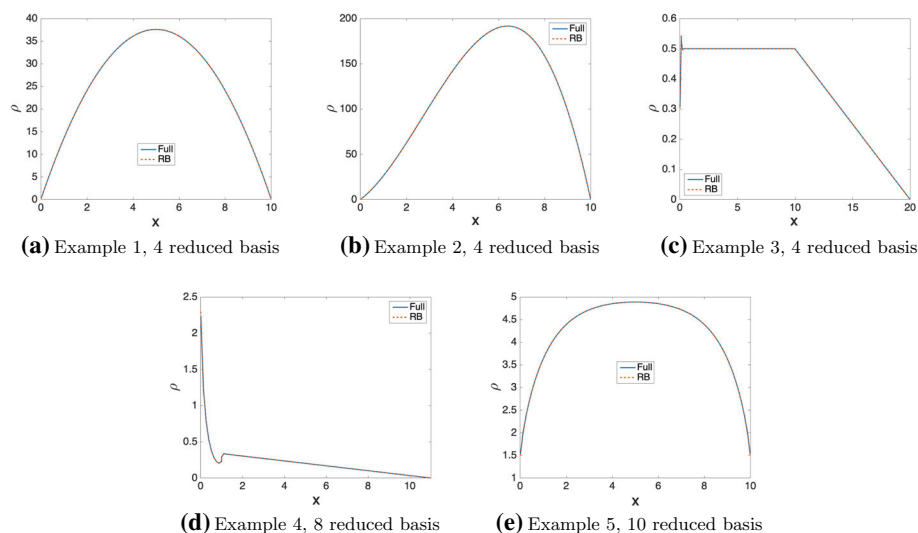 40
35
30
25
20
15
10
5
0
ρ
Full
RB
0 2 4 6 8 10
x
(a) Example 1, 4 reduced basis
200
150
100
50
0
ρ
Full
RB
0 2 4 6 8 10
x
(b) Example 2, 4 reduced basis
0.6
0.5
0.4
0.3
0.2
0.1
0
ρ
Full
RB
0 5 10 15 20
x
(c) Example 3, 4 reduced basis
2.5
2
1.5
1
0.5
0
ρ
Full
RB
0 2 4 6 8 10
x
(d) Example 4, 8 reduced basis
5
4.5
4
3.5
3
2.5
2
1.5
1
ρ
Full
RB
0 2 4 6 8 10
x
(e) Example 5, 10 reduced basis